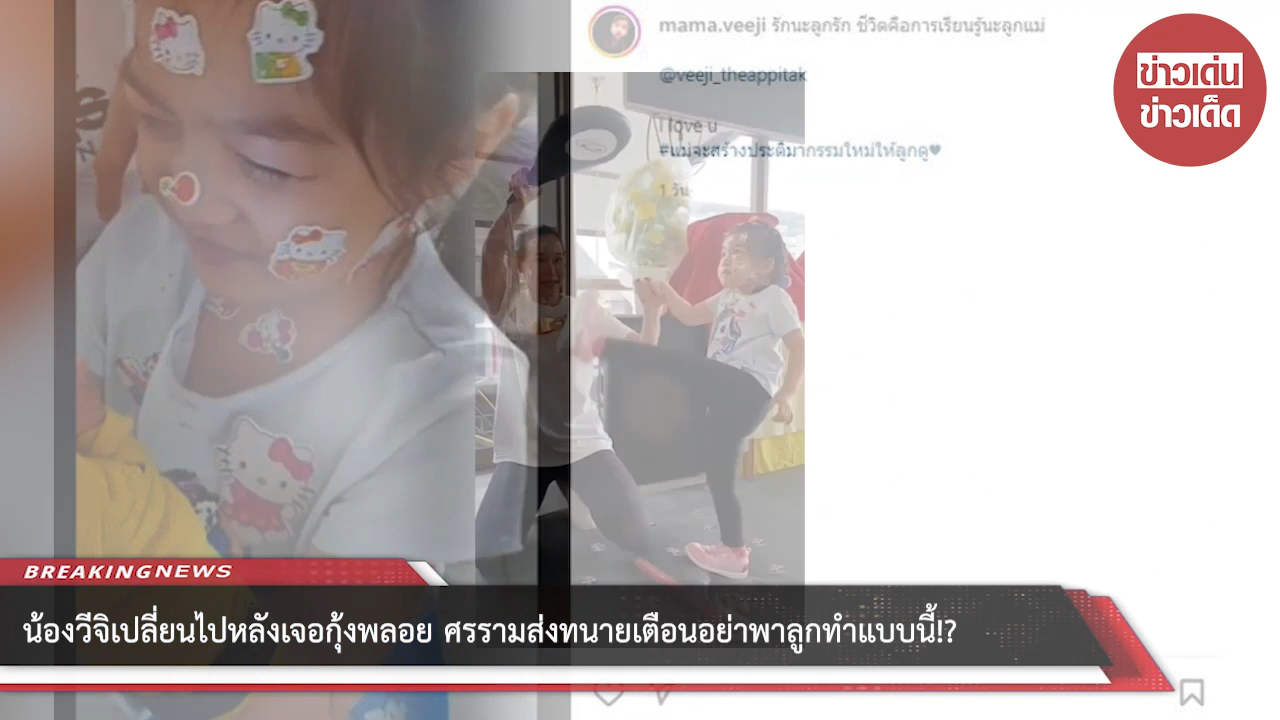 mama.veeji รักนะลูกรัก ชีวิตคือการเรียนรู้นะลูกแม่
@veeji_theappitak
i love u
#แม่จะสร้างประติมากรรมใหม่ให้ลูกดู♥
1 วัน
ข่าวเด่น
ข่าวเด็ด
BREAKING NEWS
น้องวีจิเปลี่ยนไปหลังเจอกุ้งพลอย ศรรามส่งทนายเตือนอย่าพาลูกทำแบบนี้!?